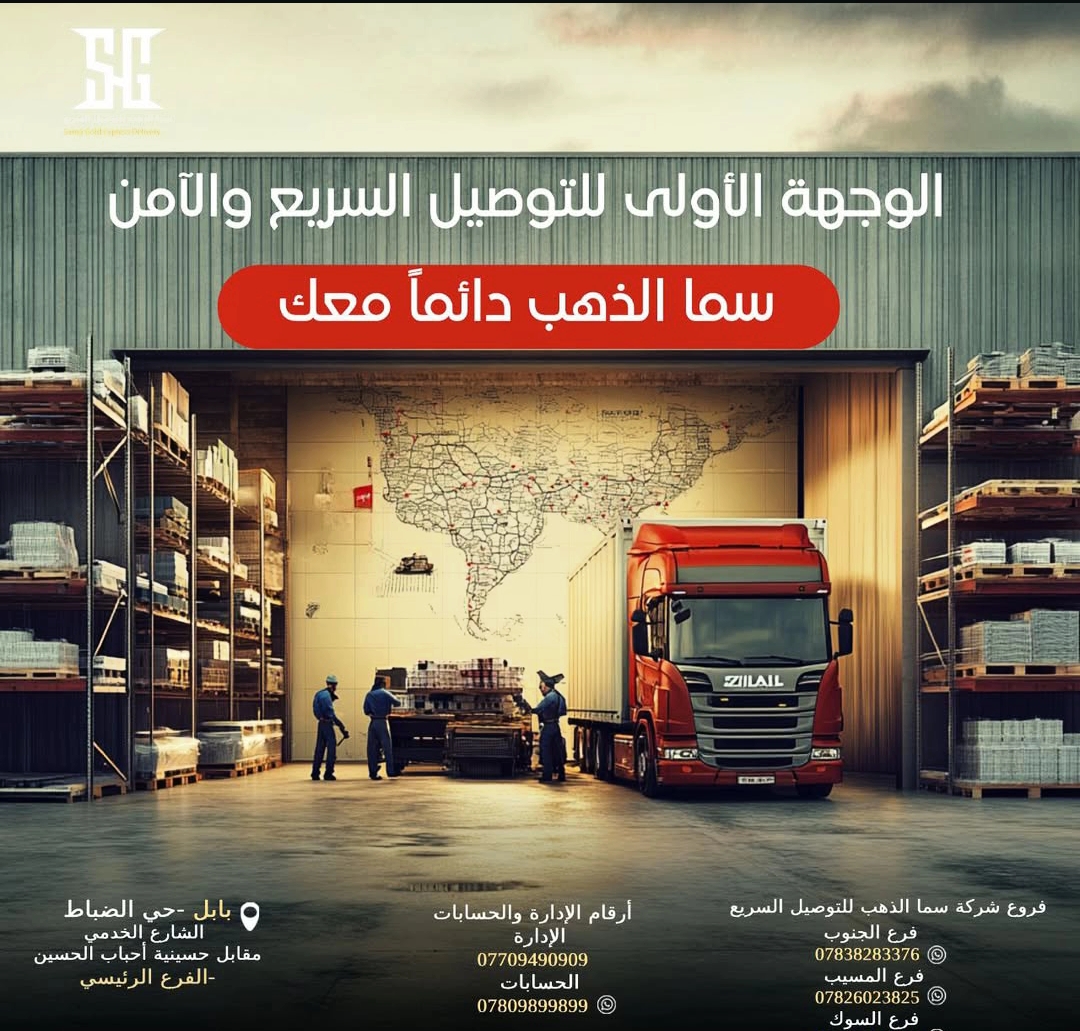 SG
الوجهة الأولى للتوصيل السريع والآمن
سما الذهب دائماً معك
فروع شركة سما الذهب للتوصيل السريع
فرع الجنوب
07838283376
فرع المسيب
07826023825
فرع السوك
أرقام الإدارة والحسابات
الإدارة
07709490909
الحسابات
07809899899
بابل -حي الضباط
الشارع الخدمي
مقابل حسينية أحباب الحسين
-الفرع الرئيسي